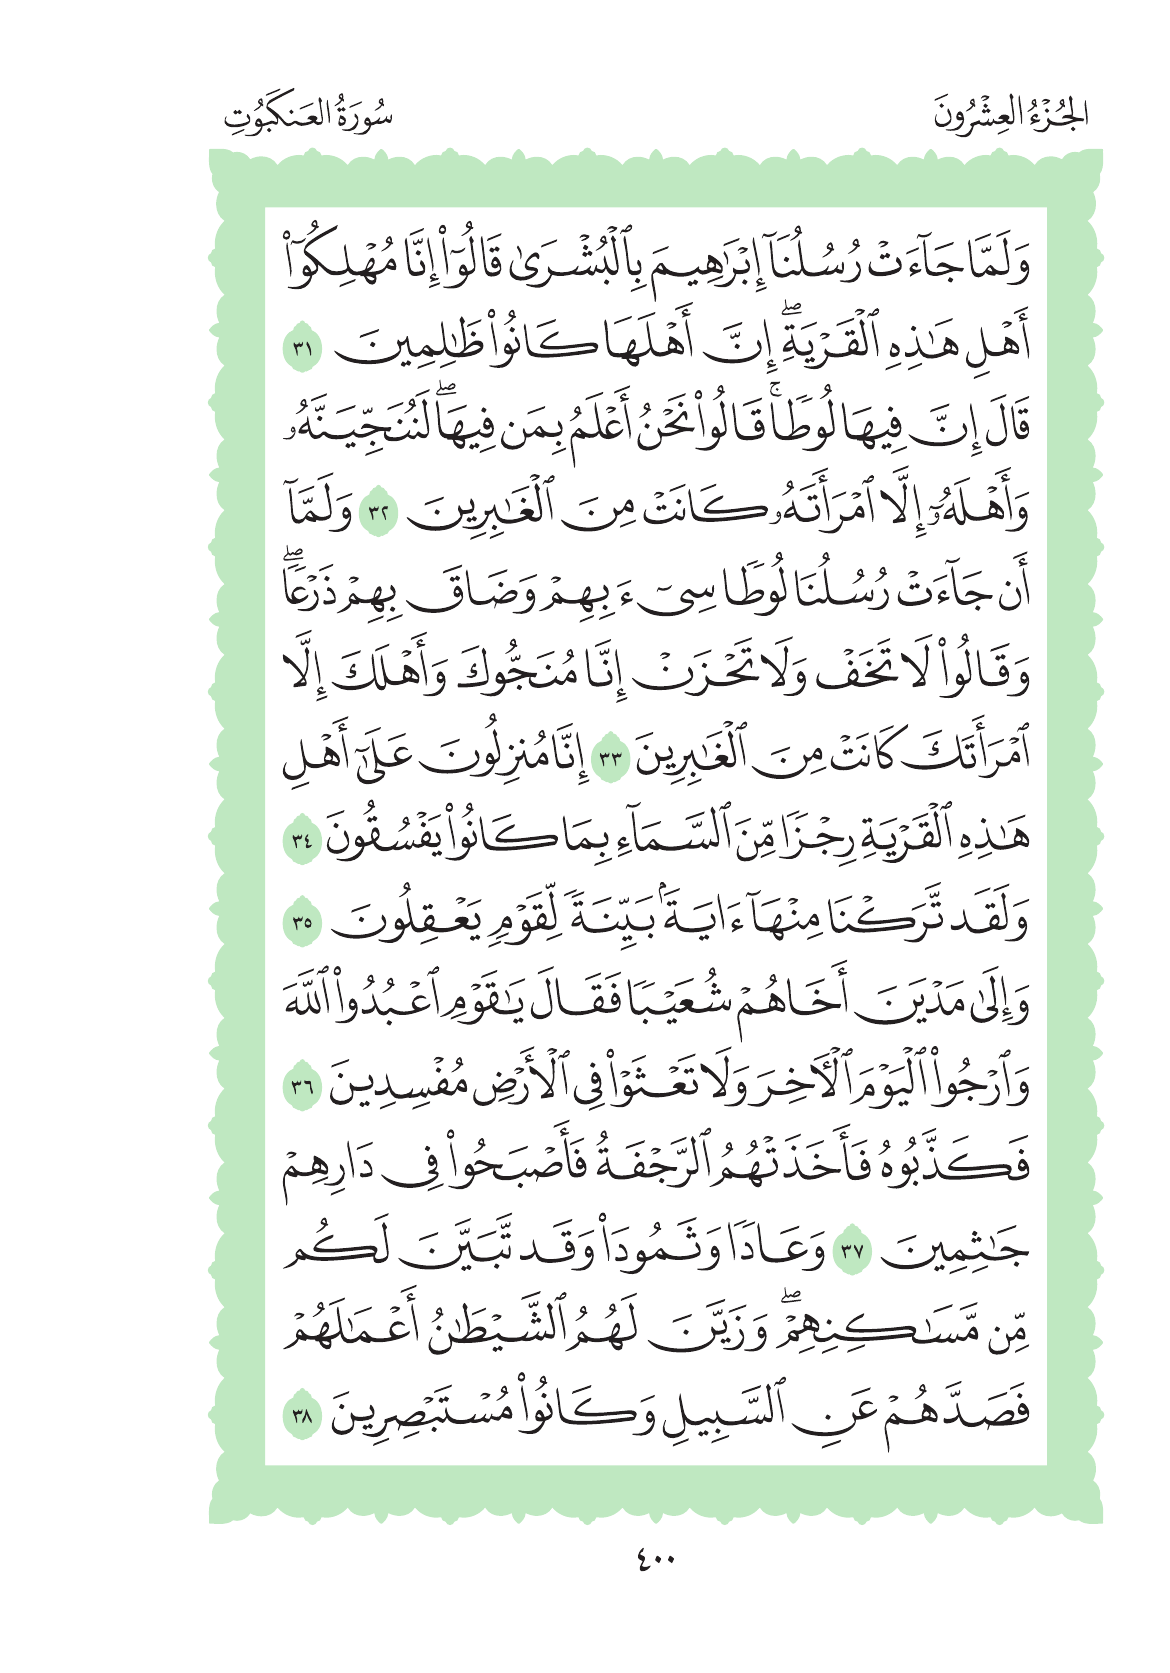 الجُزْءُ العِشْرُونَ
سُورَةُ العَنكَبُوتِ
وَلَمَّا جَآءَتْ رُسُلُنَآ إِبْرَٰهِيمَ بِٱلْبُشْرَىٰ قَالُوٓا۟ إِنَّا مُهْلِكُوٓا۟
أَهْلِ هَـٰذِهِ ٱلْقَرْيَةِ ۖ إِنَّ أَهْلَهَا كَانُوا۟ ظَـٰلِمِينَ ٣١
قَالَ إِنَّ فِيهَا لُوطًا ۚ قَالُوا۟ نَحْنُ أَعْلَمُ بِمَن فِيهَا ۖ لَنُنَجِّيَنَّهُۥ
وَأَهْلَهُۥٓ إِلَّا ٱمْرَأَتَهُۥ كَانَتْ مِنَ ٱلْغَـٰبِرِينَ ٣٢ وَلَمَّآ
أَن جَآءَتْ رُسُلُنَا لُوطًا سِىٓءَ بِهِمْ وَضَاقَ بِهِمْ ذَرْعًا ۖ
وَقَالُوا۟ لَا تَخَفْ وَلَا تَحْزَنْ إِنَّا مُنَجُّوكَ وَأَهْلَكَ إِلَّا
ٱمْرَأَتَكَ كَانَتْ مِنَ ٱلْغَـٰبِرِينَ ٣٣ إِنَّا مُنزِلُونَ عَلَىٰٓ أَهْلِ
هَـٰذِهِ ٱلْقَرْيَةِ رِجْزًا مِّنَ ٱلسَّمَآءِ بِمَا كَانُوا۟ يَفْسُقُونَ ٣٤
وَلَقَد تَّرَكْنَا مِنْهَآ ءَايَةًۢ بَيِّنَةً لِّقَوْمٍ يَعْقِلُونَ ٣٥
وَإِلَىٰ مَدْيَنَ أَخَاهُمْ شُعَيْبًا فَقَالَ يَـٰقَوْمِ ٱعْبُدُوا۟ ٱللَّهَ
وَٱرْجُوا۟ ٱلْيَوْمَ ٱلْـَٔاخِرَ وَلَا تَعْثَوْا۟ فِى ٱلْأَرْضِ مُفْسِدِينَ ٣٦
فَكَذَّبُوهُ فَأَخَذَتْهُمُ ٱلرَّجْفَةُ فَأَصْبَحُوا۟ فِى دَارِهِمْ
جَـٰثِمِينَ ٣٧ وَعَادًا وَثَمُودَا۟ وَقَد تَّبَيَّنَ لَكُم
مِّن مَّسَـٰكِنِهِمْ ۖ وَزَيَّنَ لَهُمُ ٱلشَّيْطَـٰنُ أَعْمَـٰلَهُمْ
فَصَدَّهُمْ عَنِ ٱلسَّبِيلِ وَكَانُوا۟ مُسْتَبْصِرِينَ ٣٨
٤٠٠